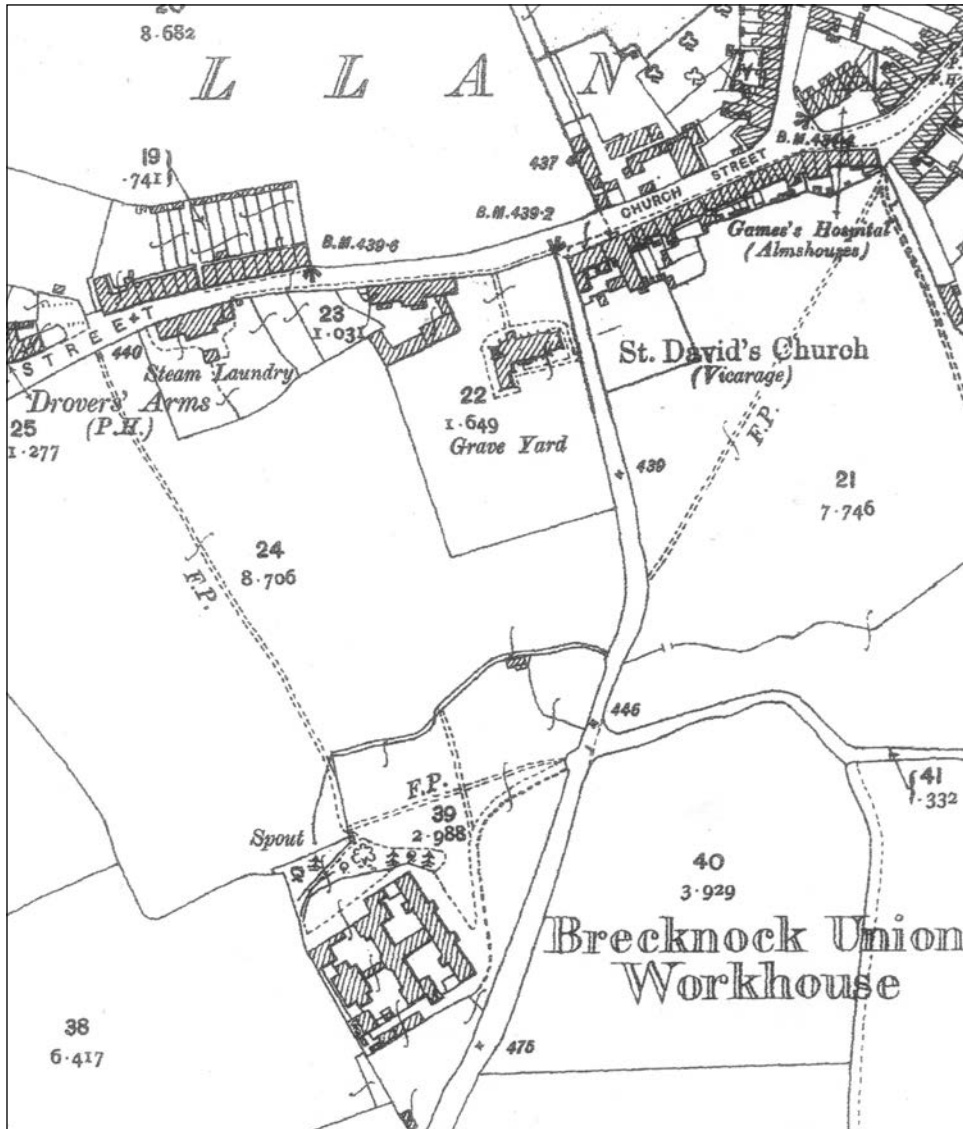 8.682
L L A N
19
.741
437
B.M. 439.2
CHURCH STREET
B.M. 439.6
Games's Hospital
(Almshouses)
STREET
440
23
1.031
Steam Laundry
St. David's Church
(Vicarage)
Drovers' Arms
(P.H.)
25
1.277
22
1.649
Grave Yard
F.P.
439
21
7.746
24
8.706
F.P.
446
F.P.
39
2.988
Spout
41
.332
40
3.929
Brecknock Union
Workhouse
38
6.417
475